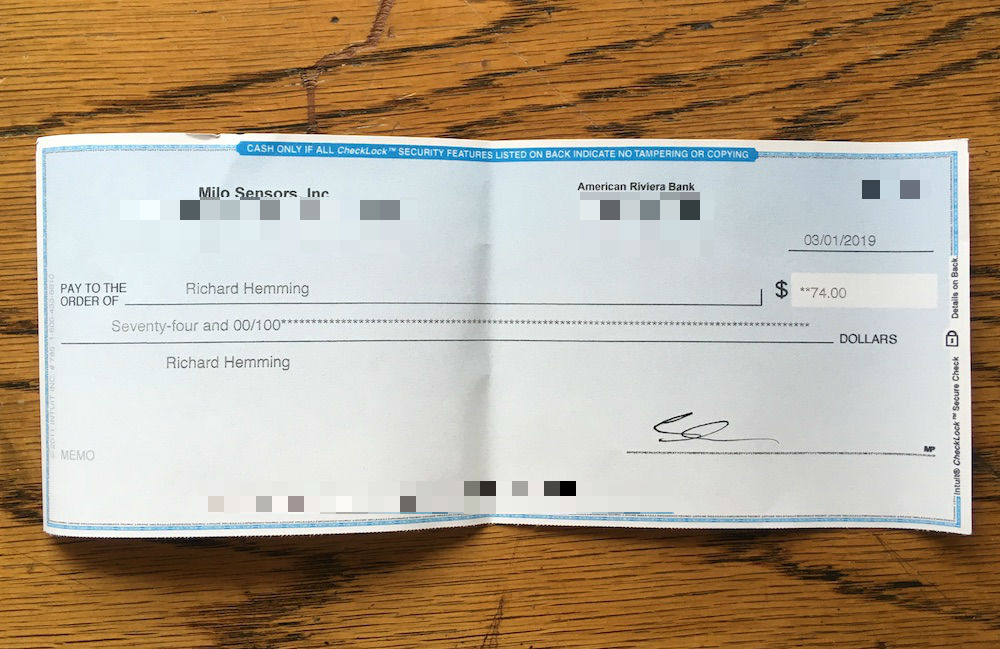 CASH ONLY IF ALL CheckLock™ SECURITY FEATURES LISTED ON BACK INDICATE NO TAMPERING OR COPYING
Milo Sensors, Inc
American Riviera Bank
03/01/2019
PAY TO THE
ORDER OF
Richard Hemming
$ **74.00
Seventy-four and 00/100**********************************************************************
DOLLARS
Richard Hemming
MEMO
MP
Intuit® CheckLock™ Secure Check
Details on Back